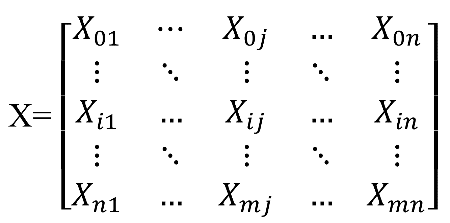 X₀₁ ⋯ X₀ⱼ … X₀ₙ
⋮ ⋱ ⋮ ⋱ ⋮
X= Xᵢ₁ … Xᵢⱼ … Xᵢₙ
⋮ ⋱ ⋮ ⋱ ⋮
Xₙ₁ … Xₘⱼ … Xₘₙ